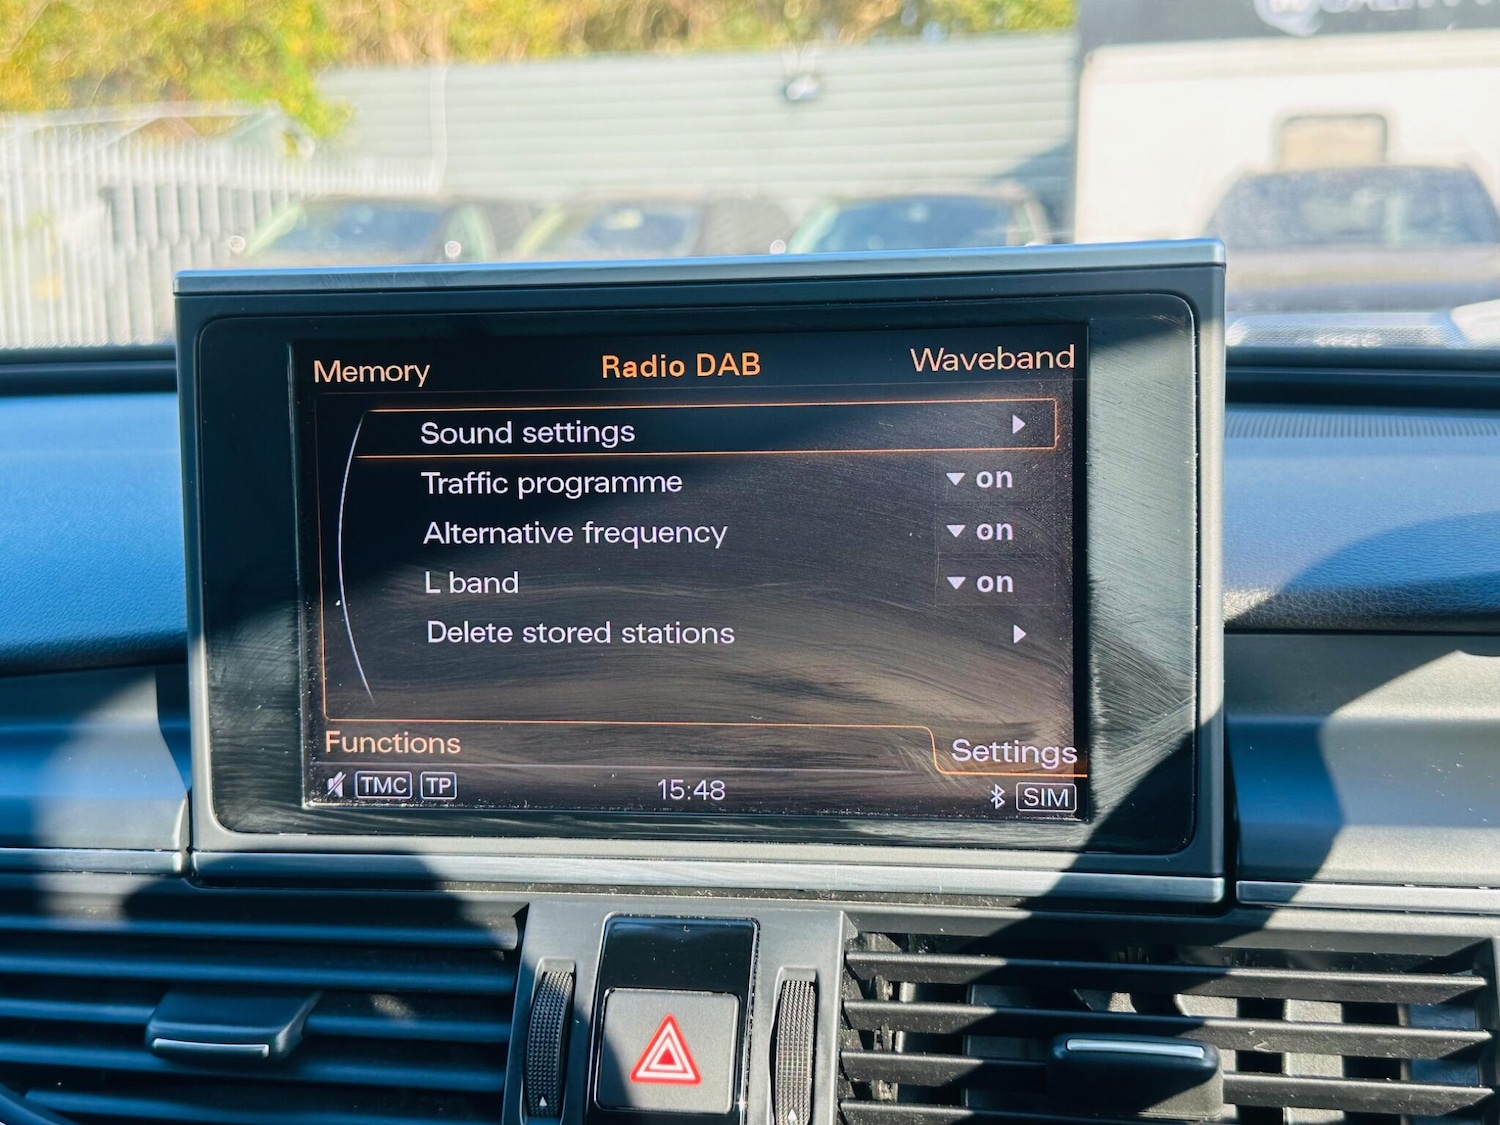 Memory Radio DAB Waveband
Sound settings
Traffic programme on
Alternative frequency on
L band on
Delete stored stations
Functions Settings
TMC TP 15:48 SIM